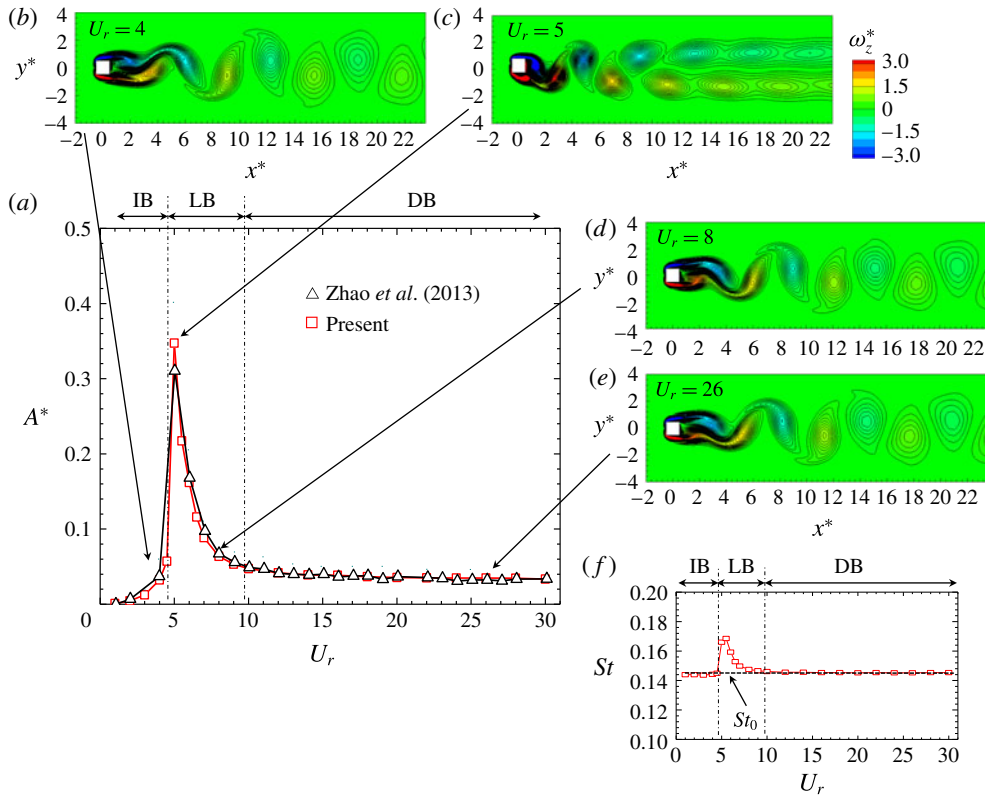 (b)
U_r = 4
y*
4
2
0
−2
−4
−2 0 2 4 6 8 10 12 14 16 18 20 22
x*
(c)
U_r = 5
4
2
0
−2
−4
−2 0 2 4 6 8 10 12 14 16 18 20 22
x*
ω_z*
3.0
1.5
0
−1.5
−3.0
(a)
IB LB DB
0.5
0.4
0.3
0.2
0.1
A*
△ Zhao et al. (2013)
□ Present
0 5 10 15 20 25 30
U_r
(d)
U_r = 8
y*
4
2
0
−2
−4
−2 0 2 4 6 8 10 12 14 16 18 20 22
(e)
U_r = 26
y*
4
2
0
−2
−4
−2 0 2 4 6 8 10 12 14 16 18 20 22
x*
(f)
IB LB DB
0.20
0.18
0.16
0.14
0.12
0.10
St
St_0
0 5 10 15 20 25 30
U_r